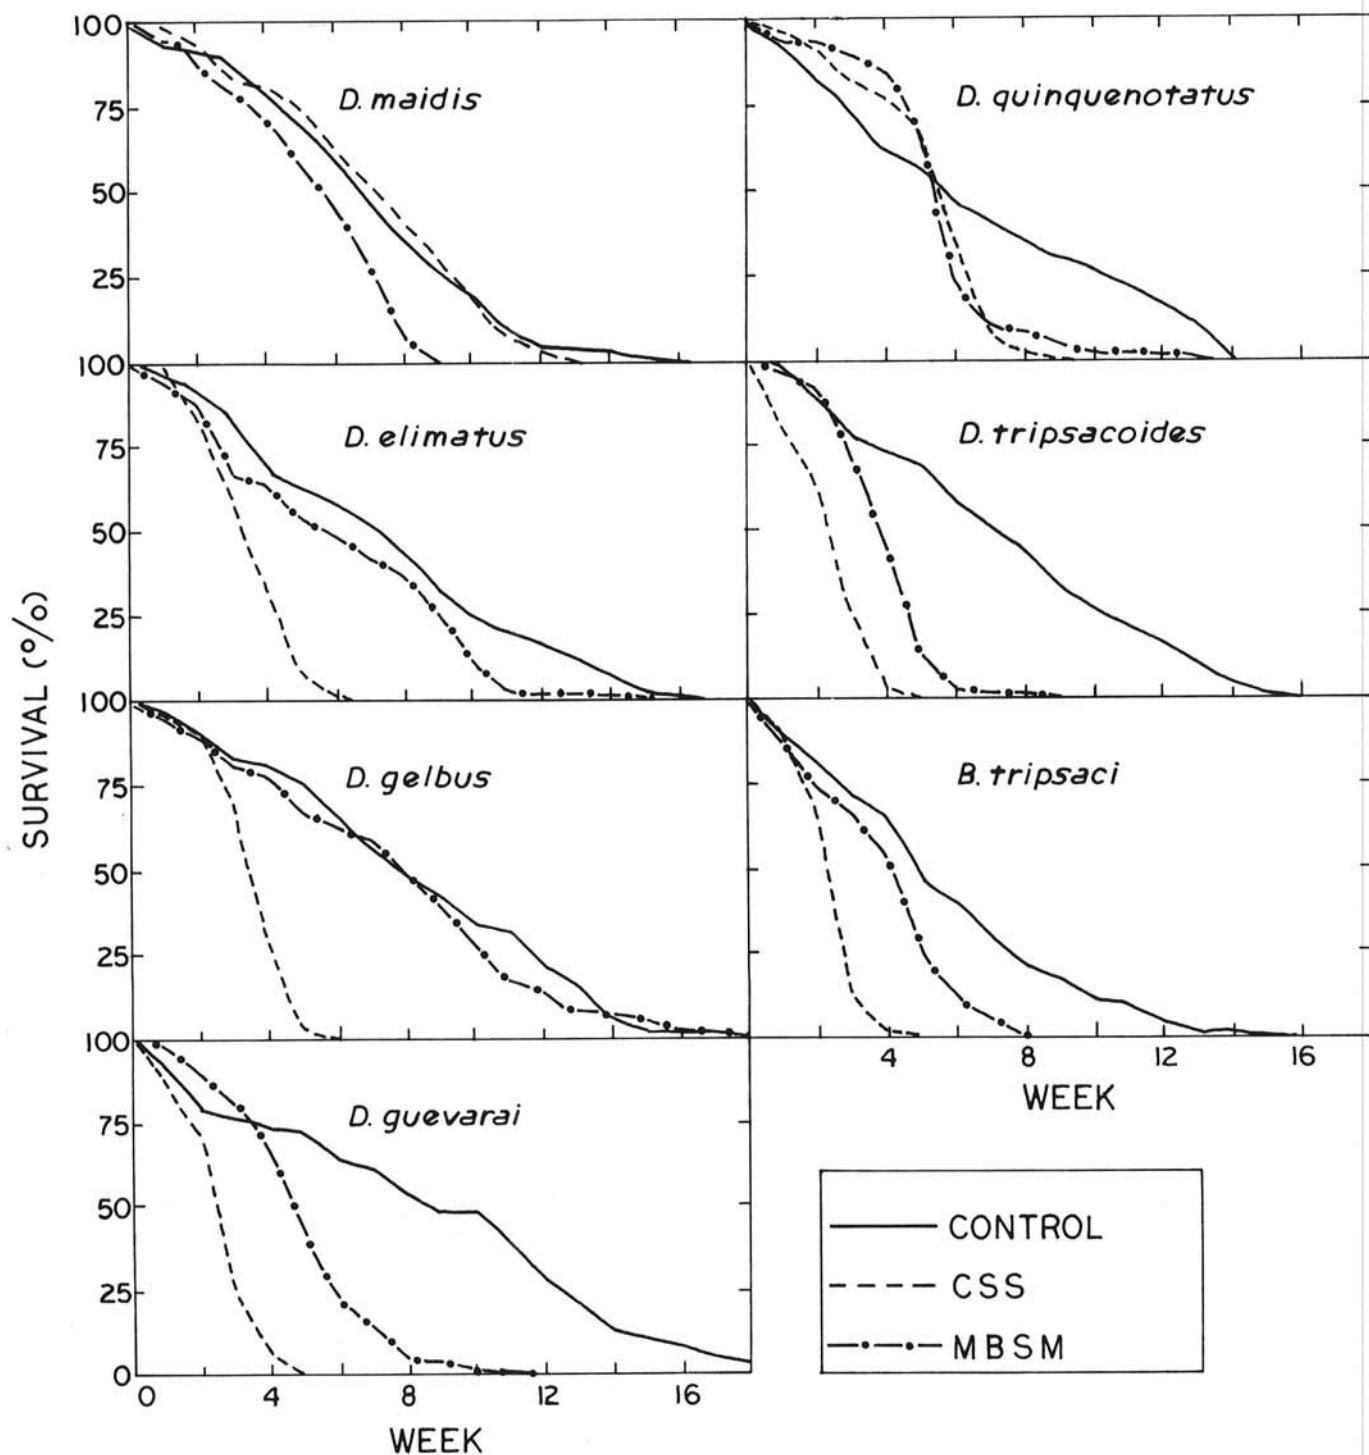 100
75
50
25
100
75
50
25
100
75
50
25
100
75
50
25
0
SURVIVAL (%)
D. maidis
D. quinquenotatus
D. elimatus
D. tripsacoides
D. gelbus
B. tripsaci
4 8 12 16
WEEK
D. guevarai
0 4 8 12 16
WEEK
CONTROL
CSS
MBSM